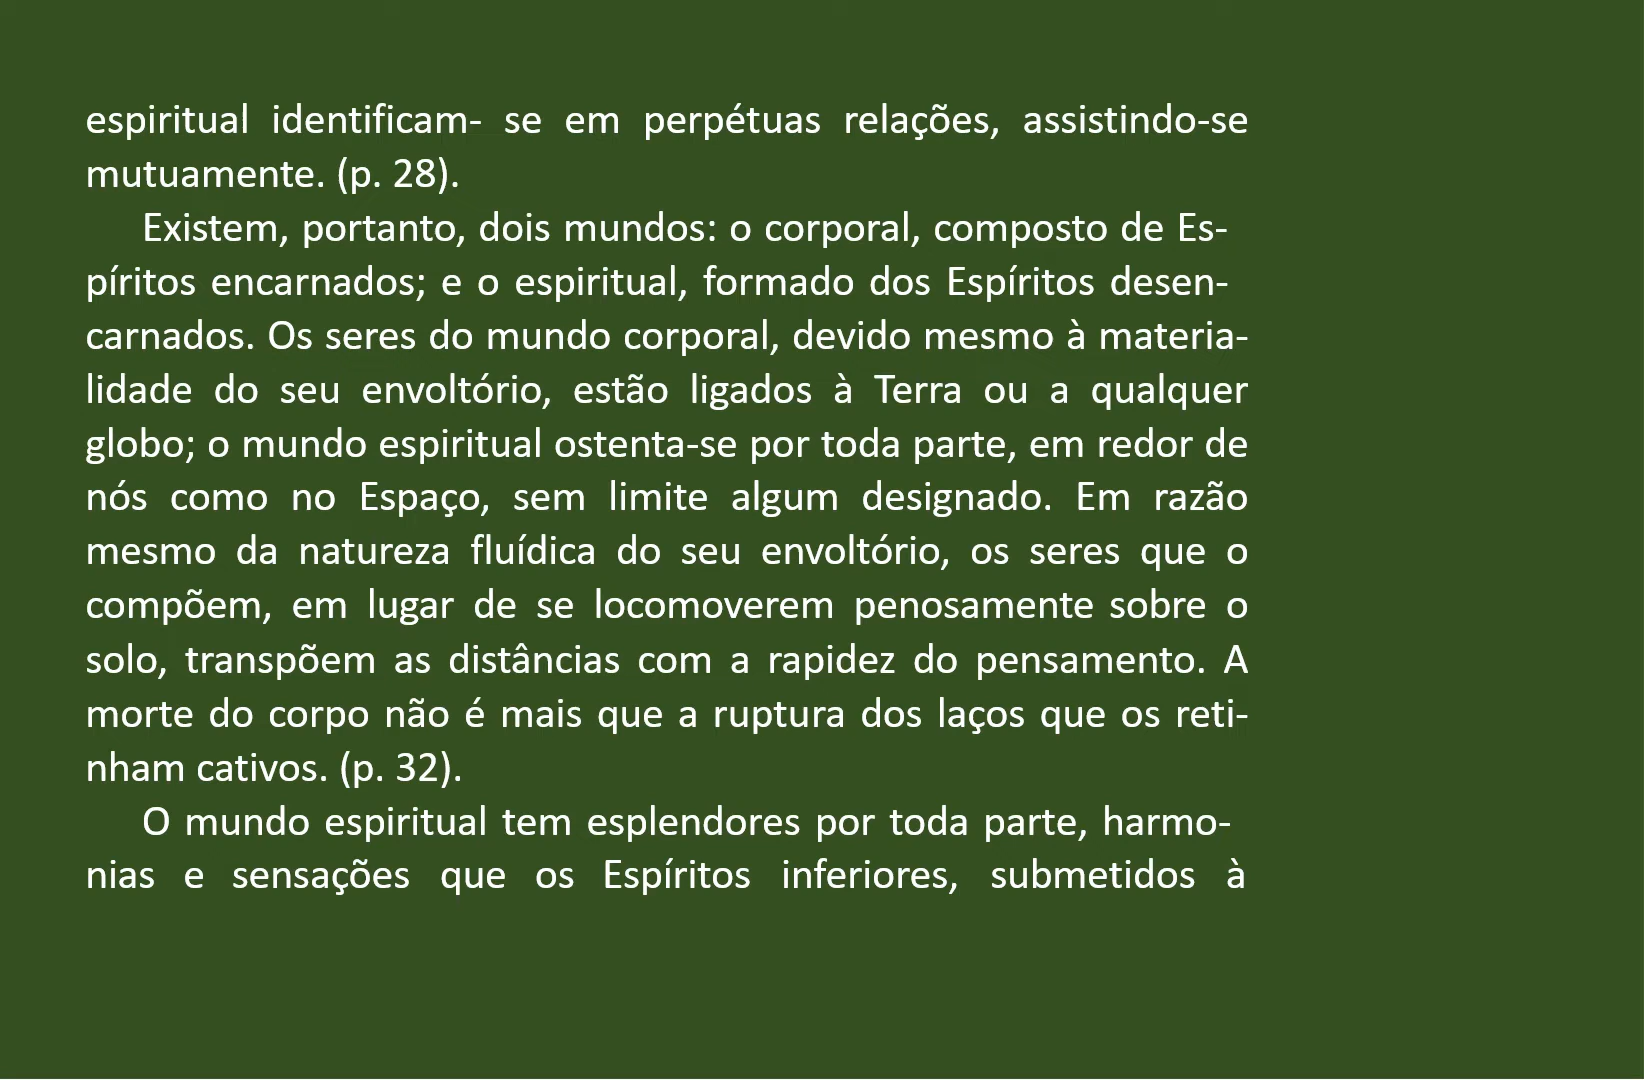 espiritual identificam- se em perpétuas relações, assistindo-se
mutuamente. (p. 28).
Existem, portanto, dois mundos: o corporal, composto de Es-
píritos encarnados; e o espiritual, formado dos Espíritos desen-
carnados. Os seres do mundo corporal, devido mesmo à materia-
lidade do seu envoltório, estão ligados à Terra ou a qualquer
globo; o mundo espiritual ostenta-se por toda parte, em redor de
nós como no Espaço, sem limite algum designado. Em razão
mesmo da natureza fluídica do seu envoltório, os seres que o
compõem, em lugar de se locomoverem penosamente sobre o
solo, transpõem as distâncias com a rapidez do pensamento. A
morte do corpo não é mais que a ruptura dos laços que os reti-
nham cativos. (p. 32).
O mundo espiritual tem esplendores por toda parte, harmo-
nias e sensações que os Espíritos inferiores, submetidos à